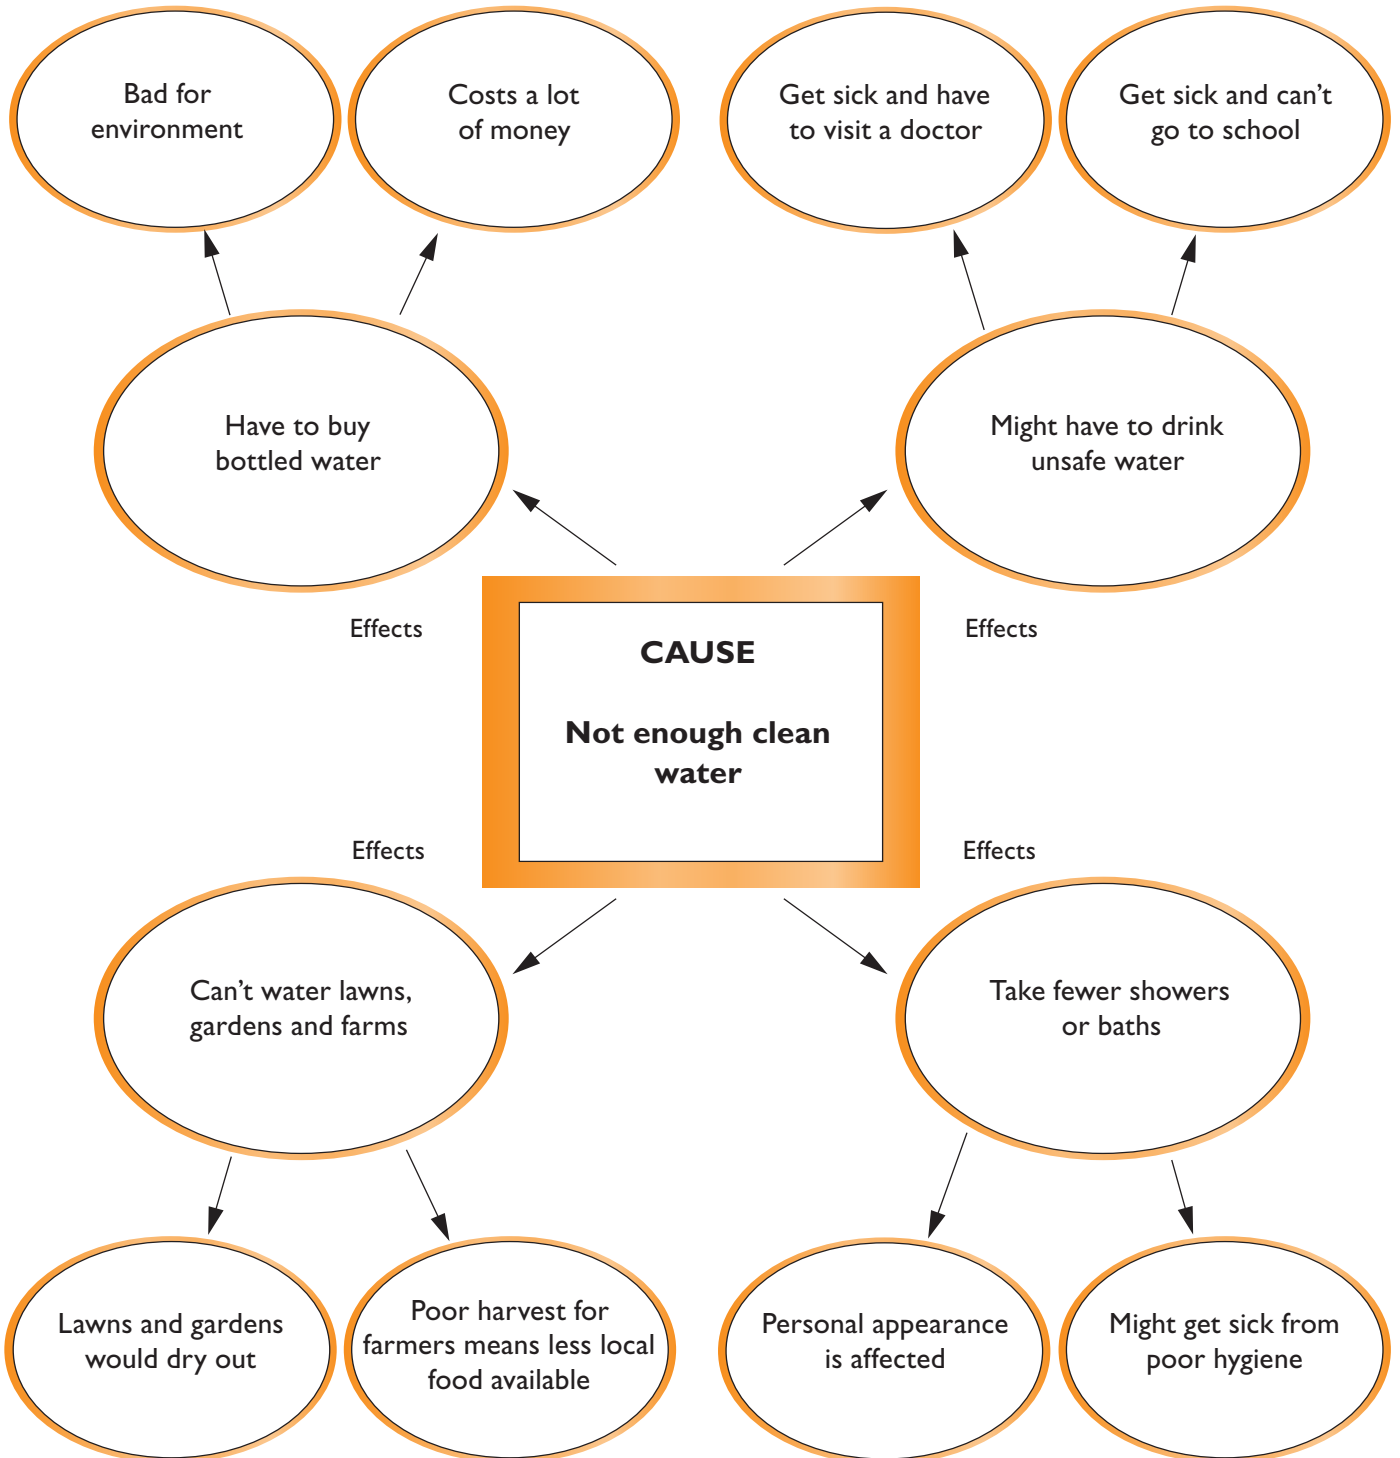 Bad for
environment
Costs a lot
of money
Get sick and have
to visit a doctor
Get sick and can’t
go to school
Have to buy
bottled water
Might have to drink
unsafe water
Effects
Effects
CAUSE
Not enough clean
water
Effects
Effects
Can’t water lawns,
gardens and farms
Take fewer showers
or baths
Lawns and gardens
would dry out
Poor harvest for
farmers means less local
food available
Personal appearance
is affected
Might get sick from
poor hygiene